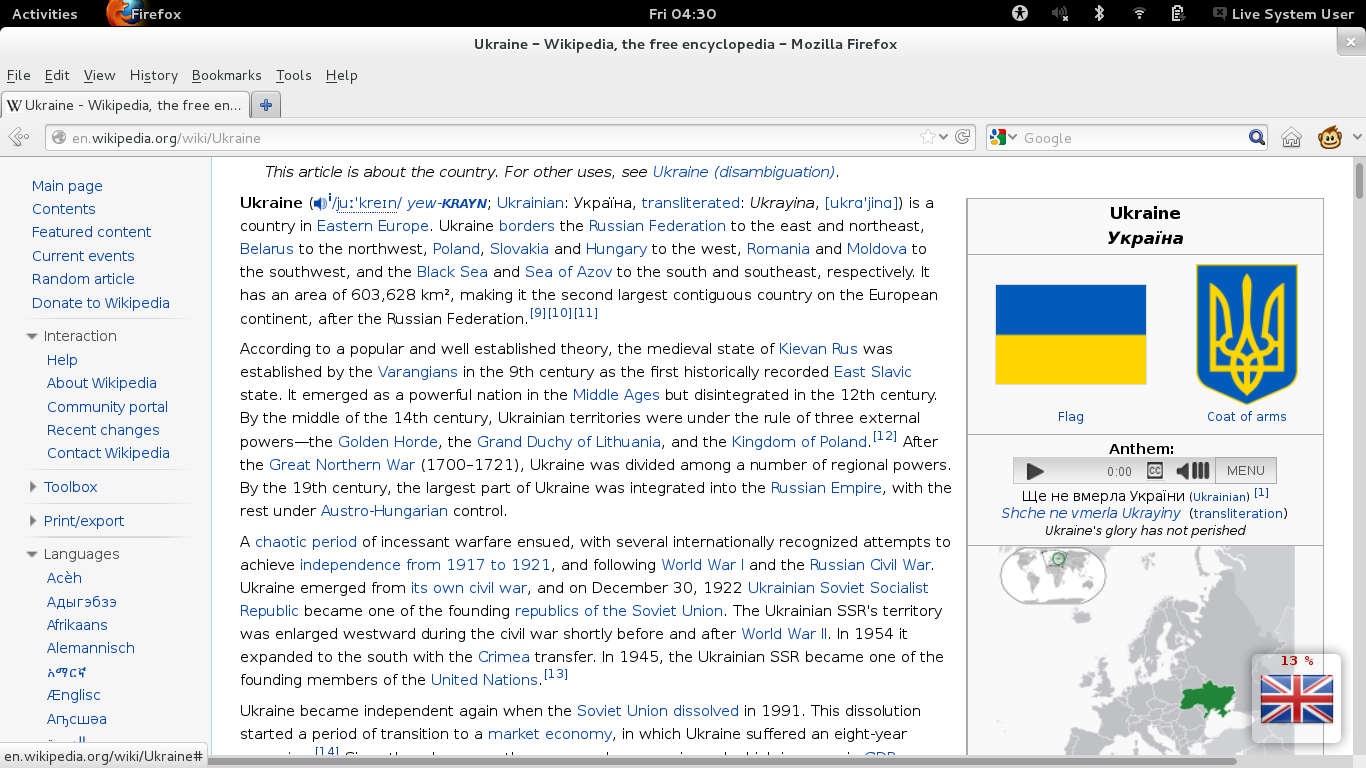 Activities Firefox Fri 04:30 Live System User
Ukraine – Wikipedia, the free encyclopedia – Mozilla Firefox
File Edit View History Bookmarks Tools Help
Ukraine - Wikipedia, the free en...
en.wikipedia.org/wiki/Ukraine Google
Main page
Contents
Featured content
Current events
Random article
Donate to Wikipedia
Interaction
Help
About Wikipedia
Community portal
Recent changes
Contact Wikipedia
Toolbox
Print/export
Languages
Acèh
Адыгэбзэ
Afrikaans
Alemannisch
አማርኛ
Ænglisc
Аҧсшәа
en.wikipedia.org/wiki/Ukraine#
This article is about the country. For other uses, see Ukraine (disambiguation).
Ukraine (i/juːˈkreɪn/ yew-KRAYN; Ukrainian: Україна, transliterated: Ukrayina, [ukrɑˈjinɑ]) is a
country in Eastern Europe. Ukraine borders the Russian Federation to the east and northeast,
Belarus to the northwest, Poland, Slovakia and Hungary to the west, Romania and Moldova to
the southwest, and the Black Sea and Sea of Azov to the south and southeast, respectively. It
has an area of 603,628 km², making it the second largest contiguous country on the European
continent, after the Russian Federation.[9][10][11]
According to a popular and well established theory, the medieval state of Kievan Rus was
established by the Varangians in the 9th century as the first historically recorded East Slavic
state. It emerged as a powerful nation in the Middle Ages but disintegrated in the 12th century.
By the middle of the 14th century, Ukrainian territories were under the rule of three external
powers—the Golden Horde, the Grand Duchy of Lithuania, and the Kingdom of Poland.[12] After
the Great Northern War (1700–1721), Ukraine was divided among a number of regional powers.
By the 19th century, the largest part of Ukraine was integrated into the Russian Empire, with the
rest under Austro-Hungarian control.
A chaotic period of incessant warfare ensued, with several internationally recognized attempts to
achieve independence from 1917 to 1921, and following World War I and the Russian Civil War.
Ukraine emerged from its own civil war, and on December 30, 1922 Ukrainian Soviet Socialist
Republic became one of the founding republics of the Soviet Union. The Ukrainian SSR's territory
was enlarged westward during the civil war shortly before and after World War II. In 1954 it
expanded to the south with the Crimea transfer. In 1945, the Ukrainian SSR became one of the
founding members of the United Nations.[13]
Ukraine became independent again when the Soviet Union dissolved in 1991. This dissolution
started a period of transition to a market economy, in which Ukraine suffered an eight-year
[14]
Ukraine
Україна
Flag Coat of arms
Anthem:
0:00 CC MENU
Ще не вмерла України (Ukrainian) [1]
Shche ne vmerla Ukrayiny (transliteration)
Ukraine's glory has not perished
13 %